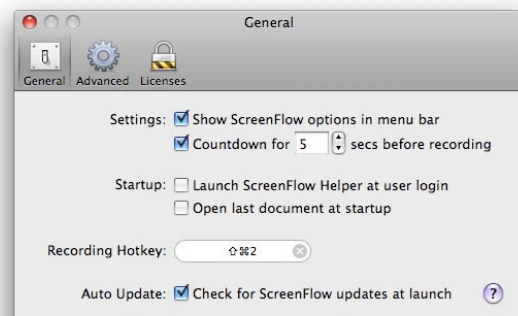 General
General Advanced Licenses
Settings: Show ScreenFlow options in menu bar
Countdown for 5 secs before recording
Startup: Launch ScreenFlow Helper at user login
Open last document at startup
Recording Hotkey: ⇧⌘2
Auto Update: Check for ScreenFlow updates at launch ?